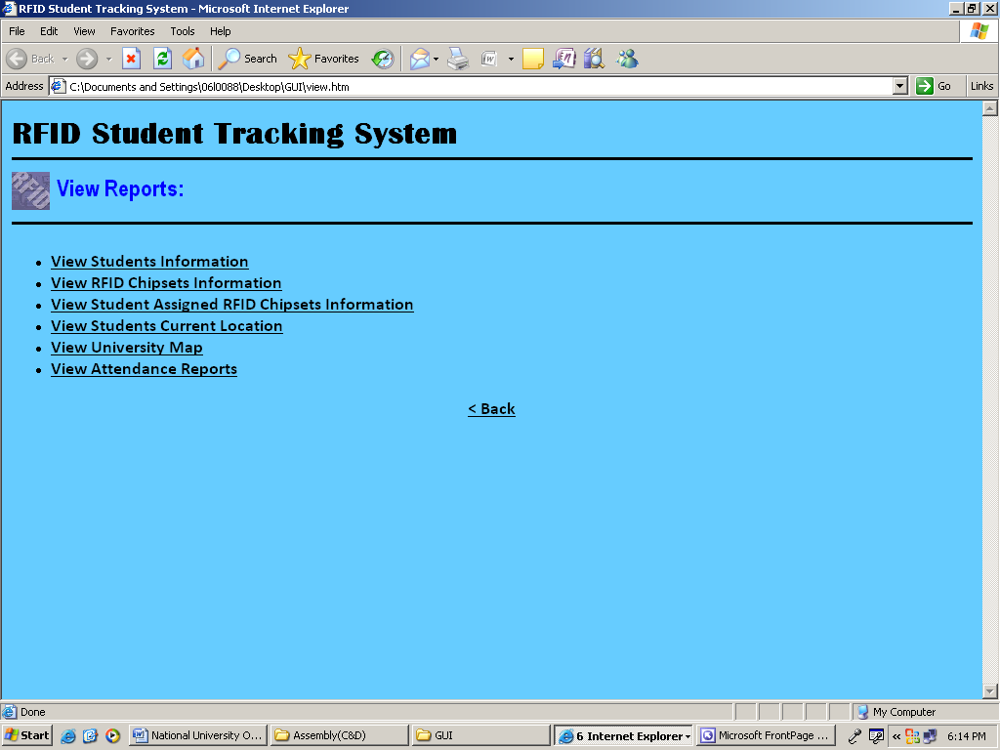 RFID Student Tracking System - Microsoft Internet Explorer
File Edit View Favorites Tools Help
Back Search Favorites
Address C:\Documents and Settings\06l0088\Desktop\GUI\view.htm Go Links
RFID Student Tracking System
RFID View Reports:
View Students Information
View RFID Chipsets Information
View Student Assigned RFID Chipsets Information
View Students Current Location
View University Map
View Attendance Reports
< Back
Done My Computer
Start National University O... Assembly(C&D) GUI 6 Internet Explorer Microsoft FrontPage ... « 6:14 PM